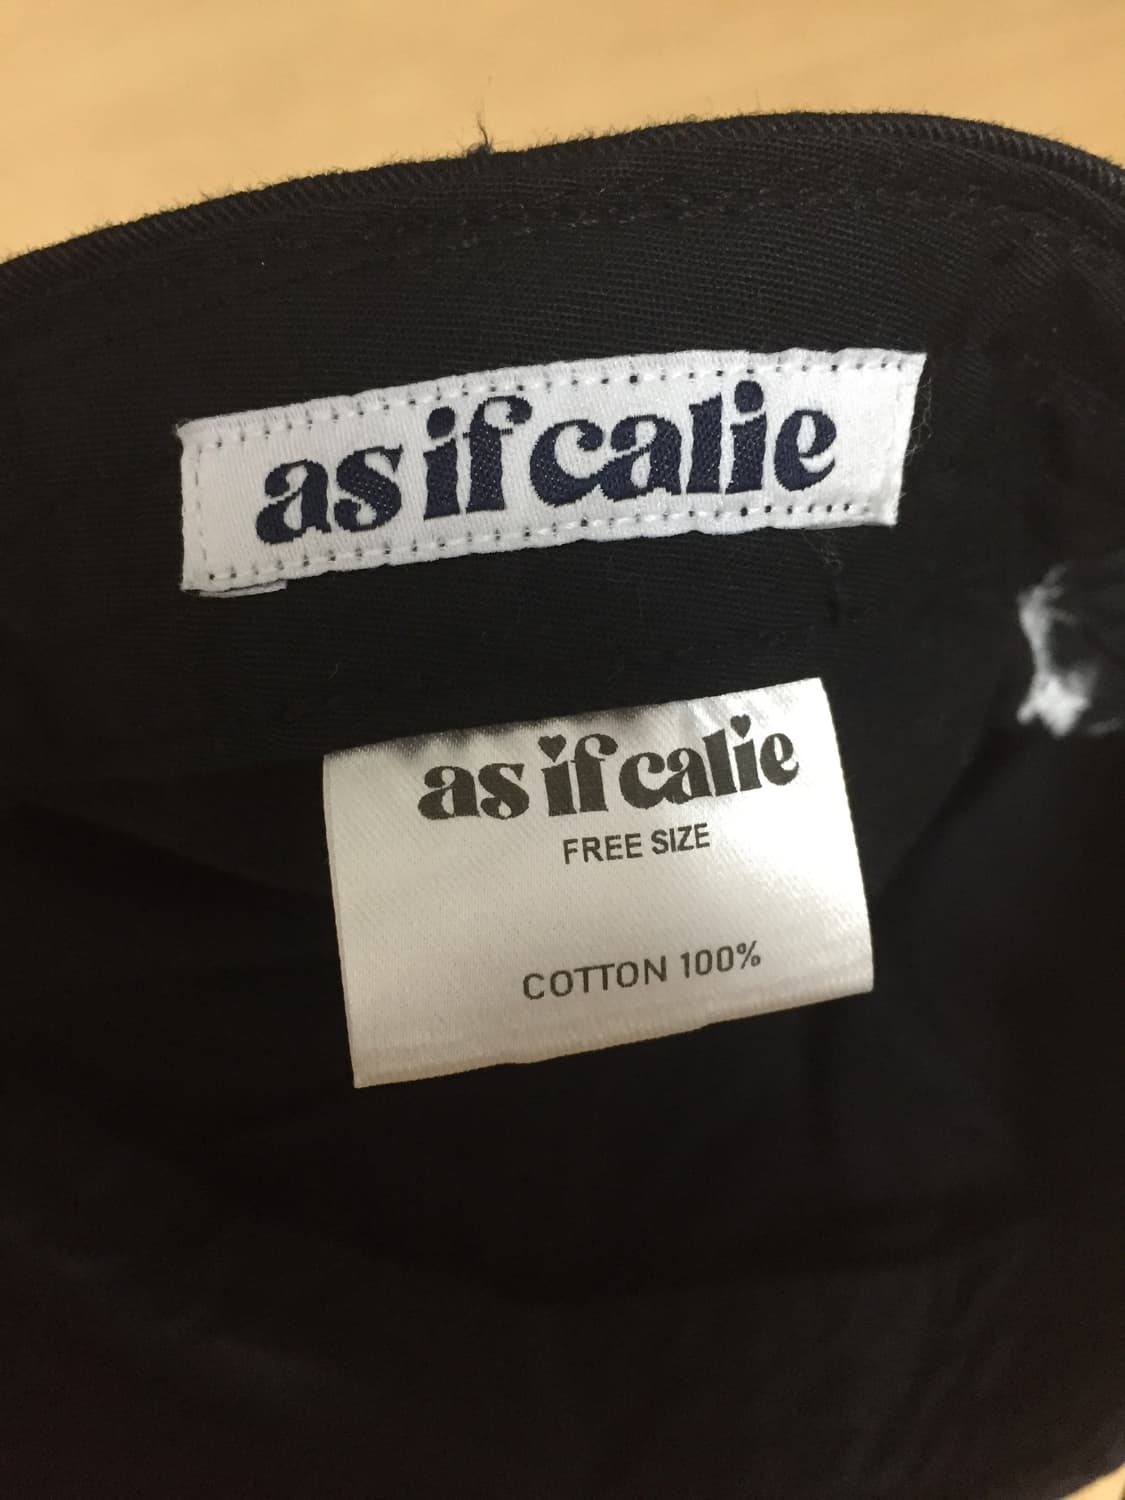 as if calie
as if calie
FREE SIZE
COTTON 100%